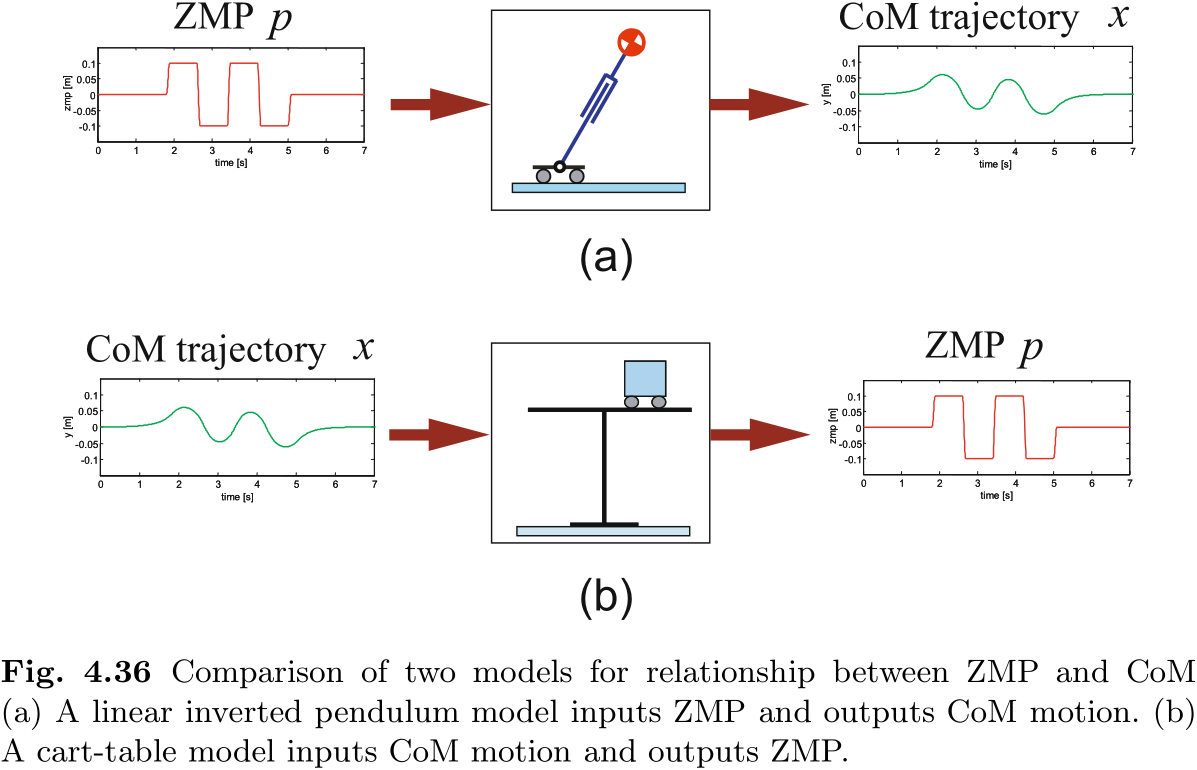 ZMP p
CoM trajectory x
zmp [m]
0.1
0.05
0
-0.05
-0.1
0 1 2 3 4 5 6 7
time [s]
y [m]
0.1
0.05
0
-0.05
-0.1
0 1 2 3 4 5 6 7
time [s]
(a)
CoM trajectory x
ZMP p
y [m]
0.1
0.05
0
-0.05
-0.1
0 1 2 3 4 5 6 7
time [s]
zmp [m]
0.1
0.05
0
-0.05
-0.1
0 1 2 3 4 5 6 7
time [s]
(b)
Fig. 4.36 Comparison of two models for relationship between ZMP and CoM
(a) A linear inverted pendulum model inputs ZMP and outputs CoM motion. (b)
A cart-table model inputs CoM motion and outputs ZMP.